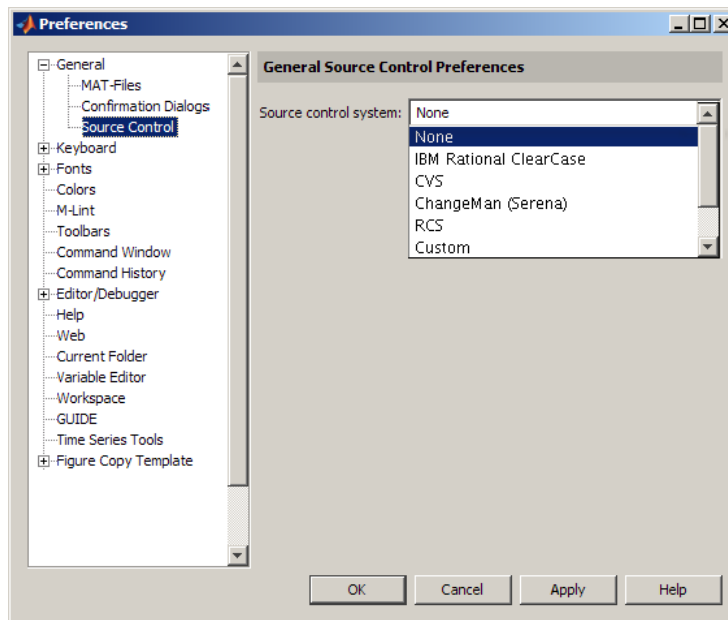 Preferences
General
MAT-Files
Confirmation Dialogs
Source Control
Keyboard
Fonts
Colors
M-Lint
Toolbars
Command Window
Command History
Editor/Debugger
Help
Web
Current Folder
Variable Editor
Workspace
GUIDE
Time Series Tools
Figure Copy Template
General Source Control Preferences
Source control system: None
None
IBM Rational ClearCase
CVS
ChangeMan (Serena)
RCS
Custom
OK Cancel Apply Help